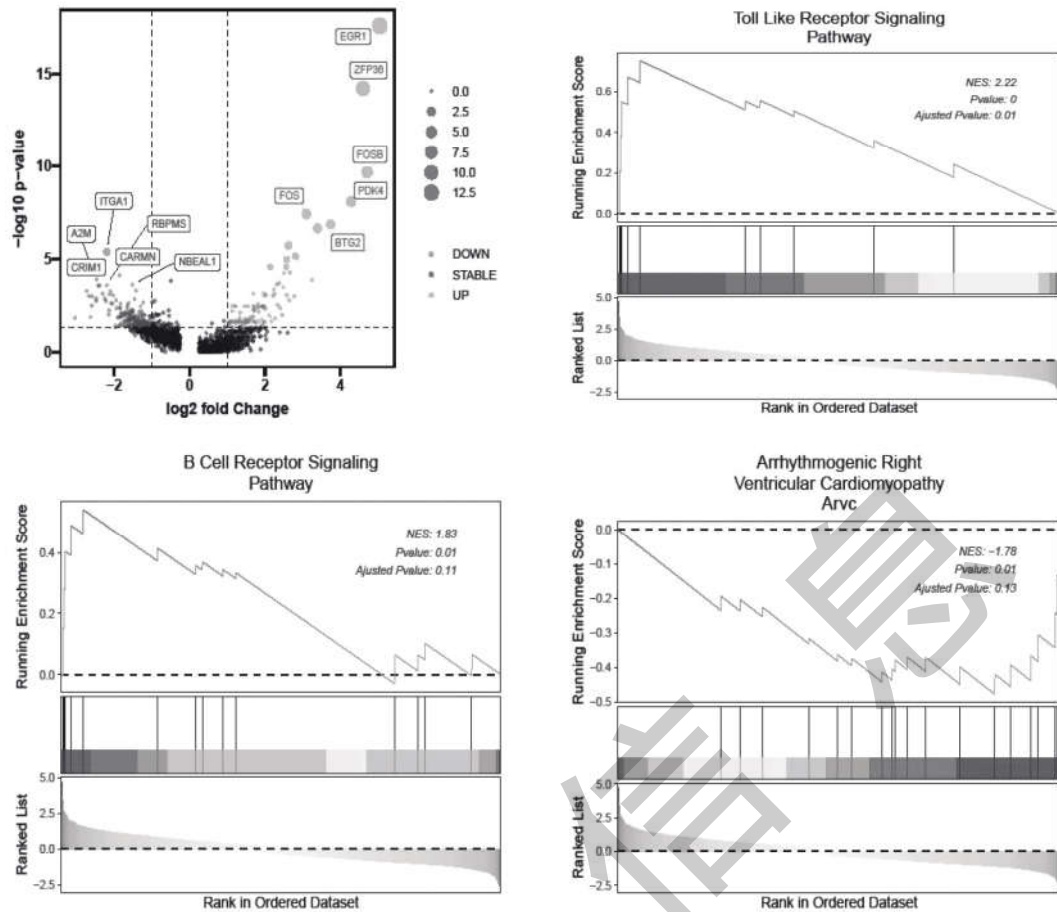 EGR1
ZFP36
FOSB
FOS
PDK4
BTG2
ITGA1
A2M
RBPMS
CARMN
CRIM1
NBEAL1
15
10
5
0
−2
0
2
4
−log10 p−value
log2 fold Change
0.0
2.5
5.0
7.5
10.0
12.5
DOWN
STABLE
UP
Toll Like Receptor Signaling
Pathway
NES: 2.22
Pvalue: 0
Ajusted Pvalue: 0.01
Running Enrichment Score
0.6
0.4
0.2
0.0
Ranked List
5.0
2.5
0.0
−2.5
Rank in Ordered Dataset
B Cell Receptor Signaling
Pathway
NES: 1.83
Pvalue: 0.01
Ajusted Pvalue: 0.11
Running Enrichment Score
0.4
0.2
0.0
Ranked List
5.0
2.5
0.0
−2.5
Rank in Ordered Dataset
Arrhythmogenic Right
Ventricular Cardiomyopathy
Arvc
NES: −1.78
Pvalue: 0.01
Ajusted Pvalue: 0.13
Running Enrichment Score
0.0
−0.1
−0.2
−0.3
−0.4
−0.5
Ranked List
5.0
2.5
0.0
−2.5
Rank in Ordered Dataset
信息